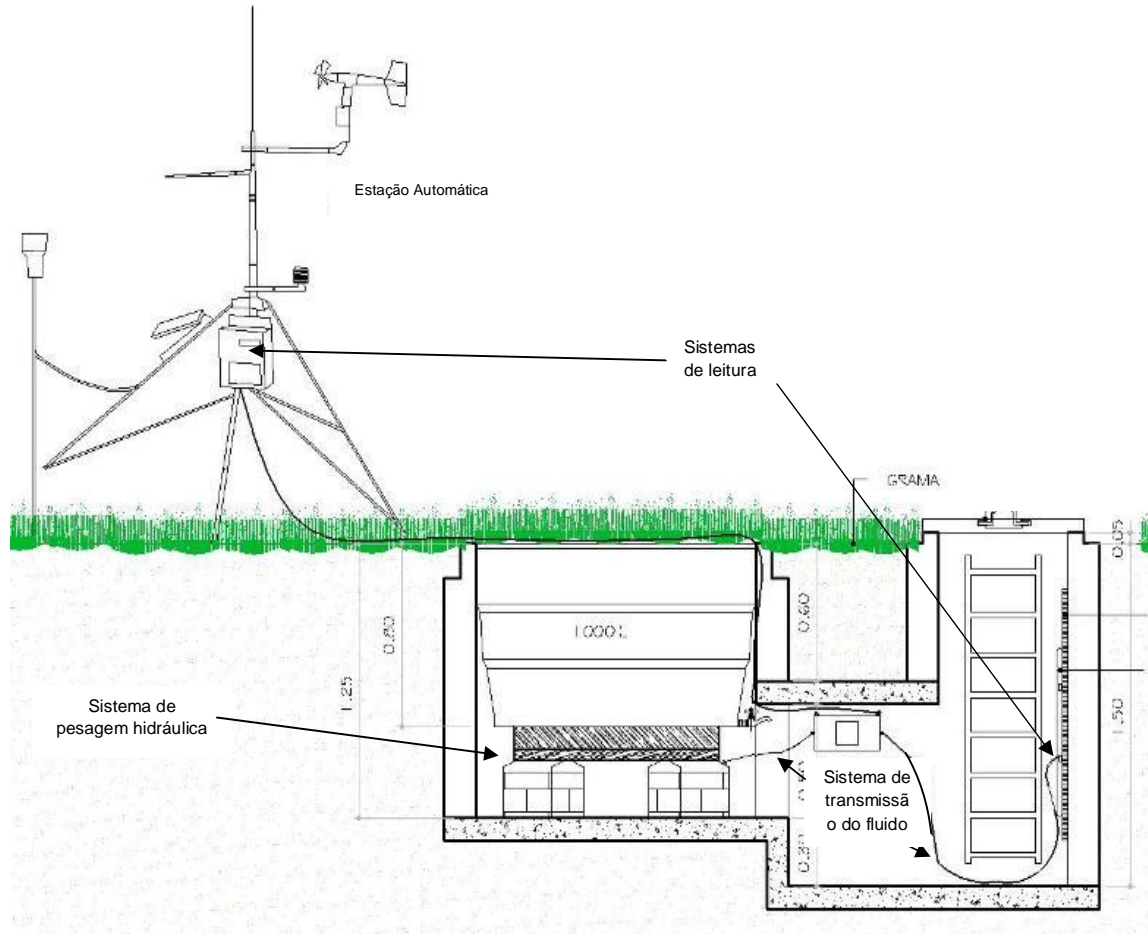 Estação Automática
Sistemas
de leitura
GRAMA
0.05
0.60
1000L
0.80
1.25
Sistema de
pesagem hidráulica
1.50
Sistema de
transmissã
o do fluido